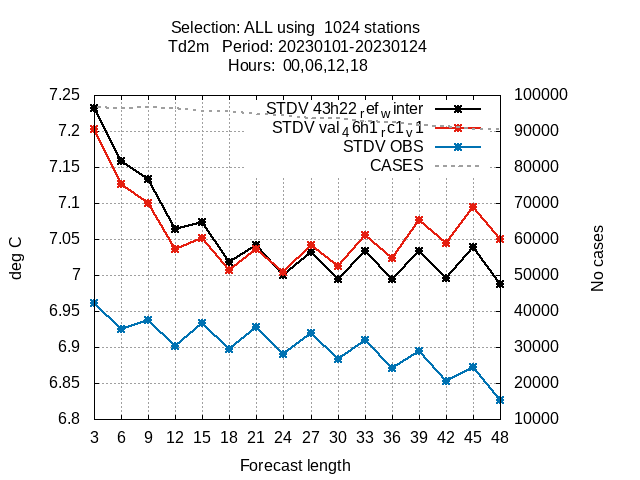 Selection: ALL using  1024 stations
Td2m   Period: 20230101-20230124
Hours:  00,06,12,18
7.25 100000
STDV 43h22_ref_winter
7.2 STDV val_46h1_rc1_v1 90000
STDV OBS
7.15 CASES 80000
7.1 70000
7.05 60000
deg C No cases
7 50000
6.95 40000
6.9 30000
6.85 20000
6.8 10000
3 6 9 12 15 18 21 24 27 30 33 36 39 42 45 48
Forecast length